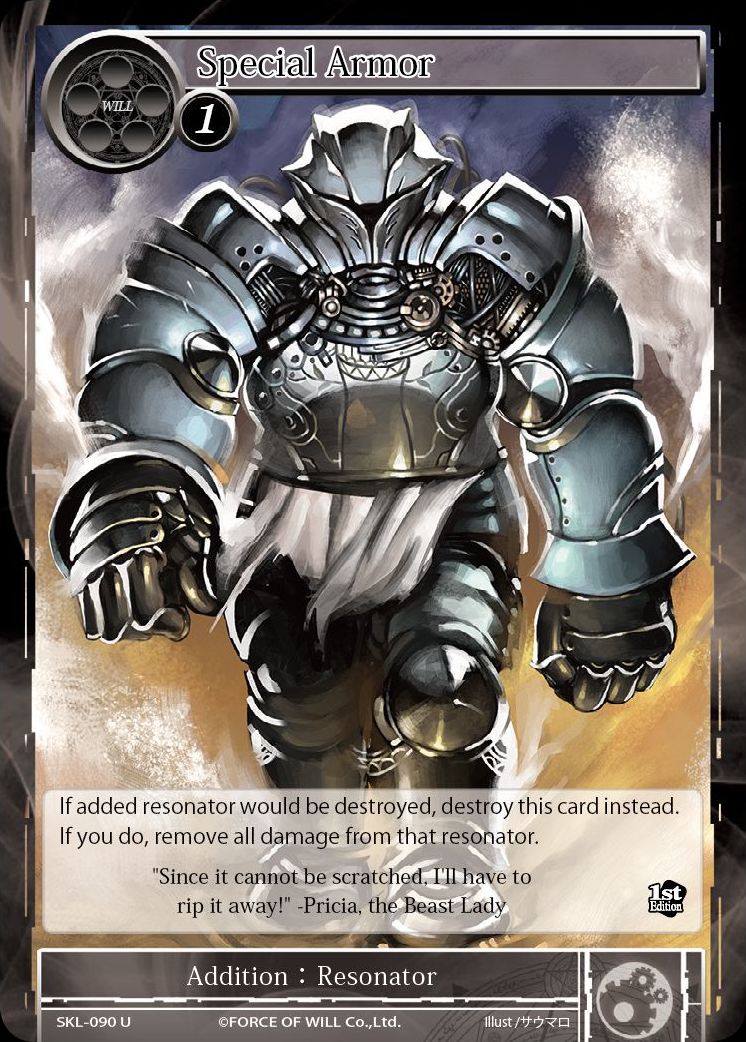 Special Armor
WILL
1
If added resonator would be destroyed, destroy this card instead.
If you do, remove all damage from that resonator.
"Since it cannot be scratched, I'll have to
rip it away!" -Pricia, the Beast Lady
1st
Edition
Addition：Resonator
SKL-090 U ©FORCE OF WILL Co.,Ltd. Illust /サウマロ